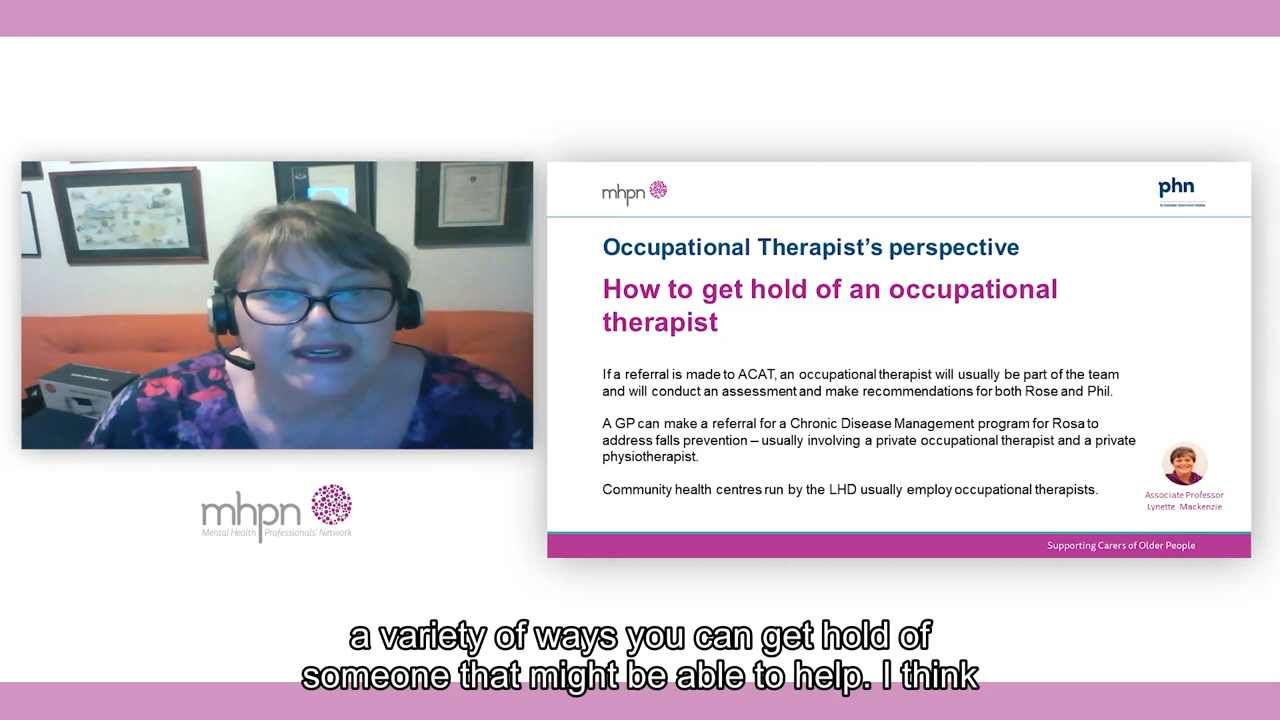 mhpn
phn
An Australian Government Initiative
Occupational Therapist's perspective
How to get hold of an occupational
therapist
If a referral is made to ACAT, an occupational therapist will usually be part of the team
and will conduct an assessment and make recommendations for both Rose and Phil.
A GP can make a referral for a Chronic Disease Management program for Rosa to
address falls prevention – usually involving a private occupational therapist and a private
physiotherapist.
Community health centres run by the LHD usually employ occupational therapists.
Associate Professor
Lynette Mackenzie
Supporting Carers of Older People
mhpn
Mental Health Professionals' Network
a variety of ways you can get hold of
someone that might be able to help. I think